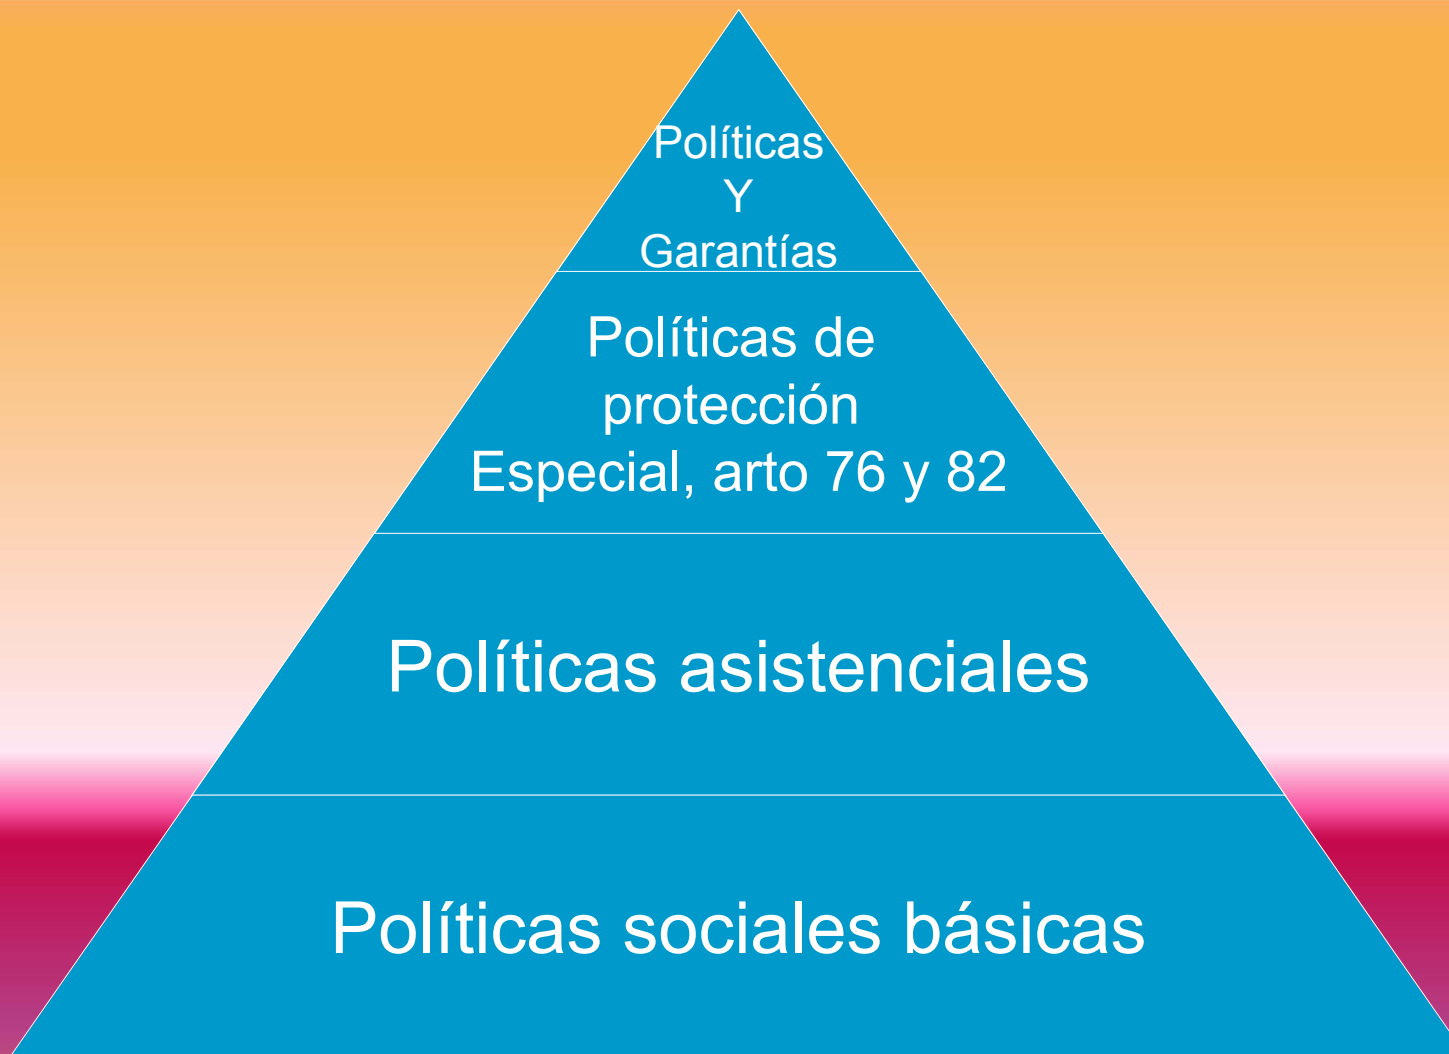 Políticas
Y
Garantías
Políticas de
protección
Especial, arto 76 y 82
Políticas asistenciales
Políticas sociales básicas